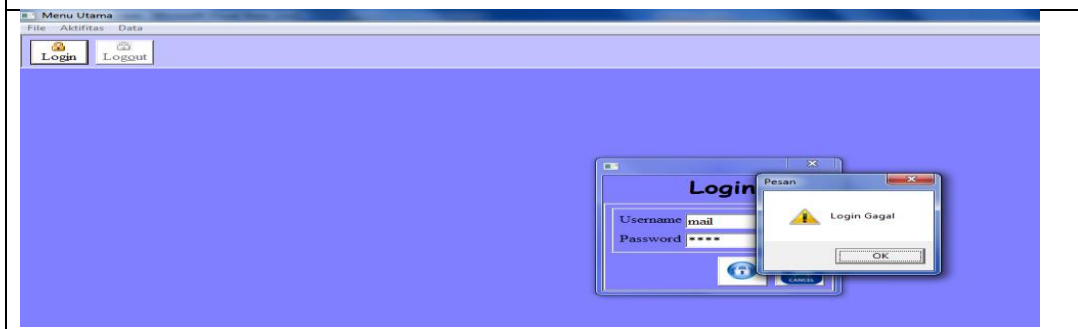 Menu Utama
File Aktifitas Data
Login Logout
Login
Pesan
Login Gagal
Username mail
Password ****
OK
CANCEL